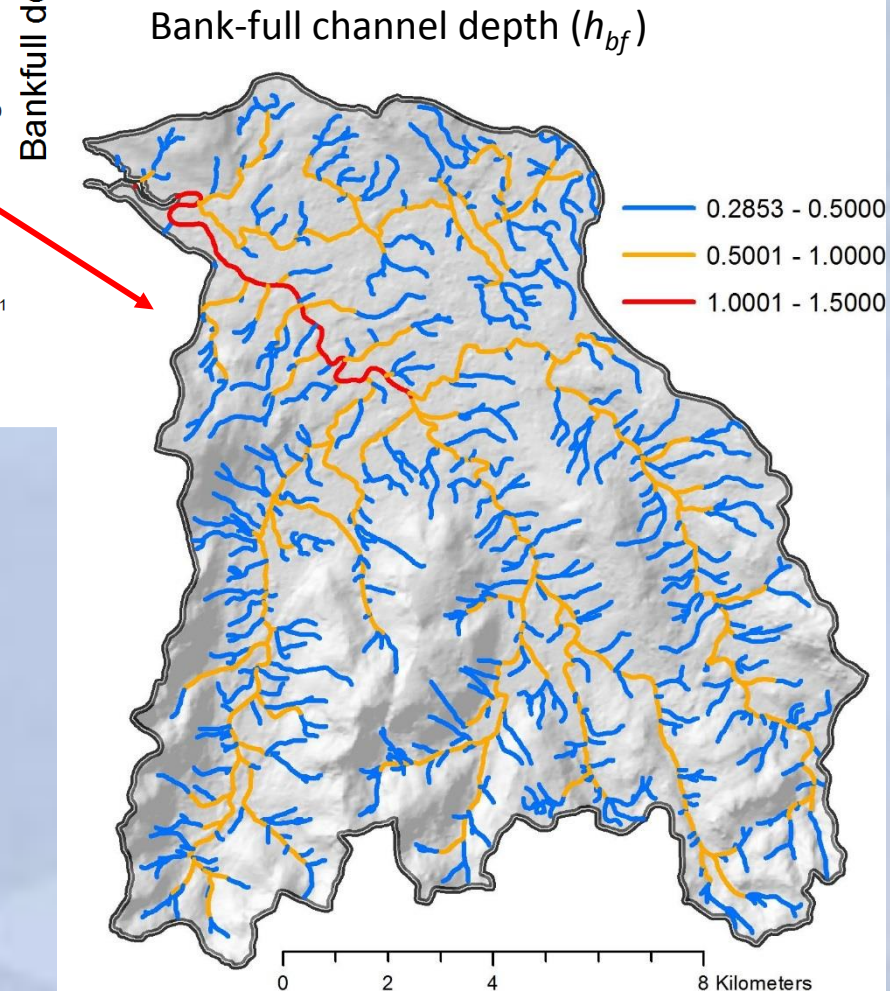 Bank-full channel depth (hbf)
Bankfull
0.2853 - 0.5000
0.5001 - 1.0000
1.0001 - 1.5000
1
0 2 4 8 Kilometers